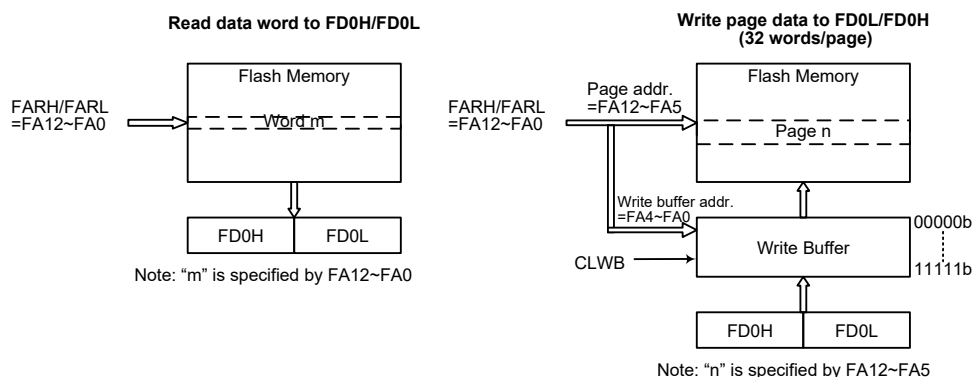 Read data word to FD0H/FD0L
Flash Memory
FARH/FARL
=FA12~FA0
Word m
FD0H
FD0L
Note: “m” is specified by FA12~FA0
Write page data to FD0L/FD0H
(32 words/page)
Flash Memory
FARH/FARL
=FA12~FA0
Page addr.
=FA12~FA5
Page n
Write buffer addr.
=FA4~FA0
Write Buffer
00000b
11111b
CLWB
FD0H
FD0L
Note: “n” is specified by FA12~FA5